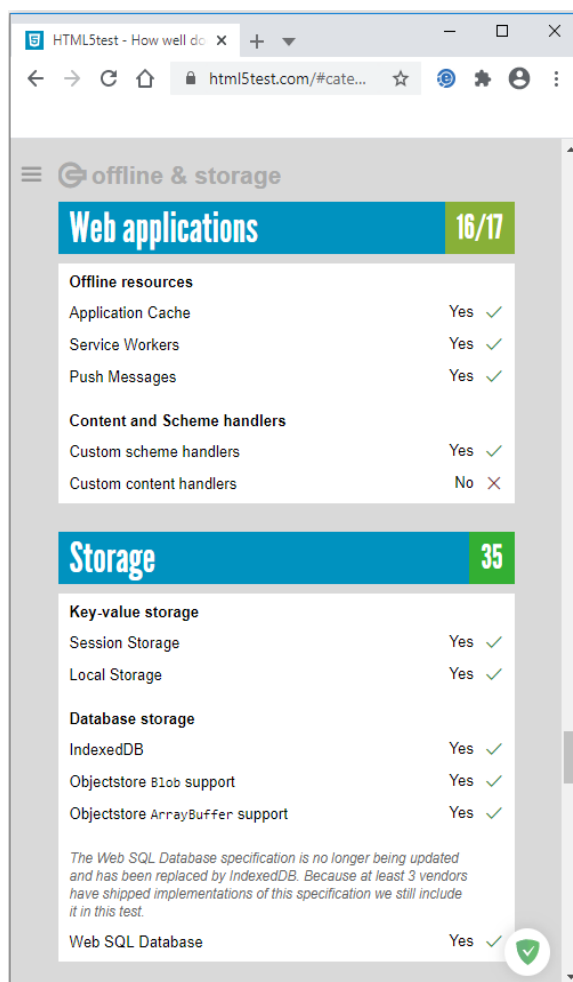 HTML5test - How well do
html5test.com/#cate...
offline & storage
Web applications 16/17
Offline resources
Application Cache Yes
Service Workers Yes
Push Messages Yes
Content and Scheme handlers
Custom scheme handlers Yes
Custom content handlers No
Storage 35
Key-value storage
Session Storage Yes
Local Storage Yes
Database storage
IndexedDB Yes
Objectstore Blob support Yes
Objectstore ArrayBuffer support Yes
The Web SQL Database specification is no longer being updated
and has been replaced by IndexedDB. Because at least 3 vendors
have shipped implementations of this specification we still include
it in this test.
Web SQL Database Yes